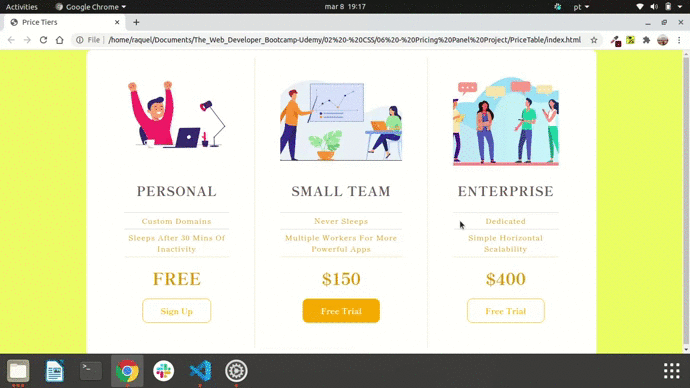 Activities
Google Chrome
mar 8 19:17
pt
Price Tiers
File
/home/raquel/Documents/The_Web_Developer_Bootcamp-Udemy/02%20-%20CSS/06%20-%20Pricing%20Panel%20Project/PriceTable/index.html
PERSONAL
Custom Domains
Sleeps After 30 Mins Of
Inactivity
FREE
Sign Up
SMALL TEAM
Never Sleeps
Multiple Workers For More
Powerful Apps
$150
Free Trial
ENTERPRISE
Dedicated
Simple Horizontal
Scalability
$400
Free Trial